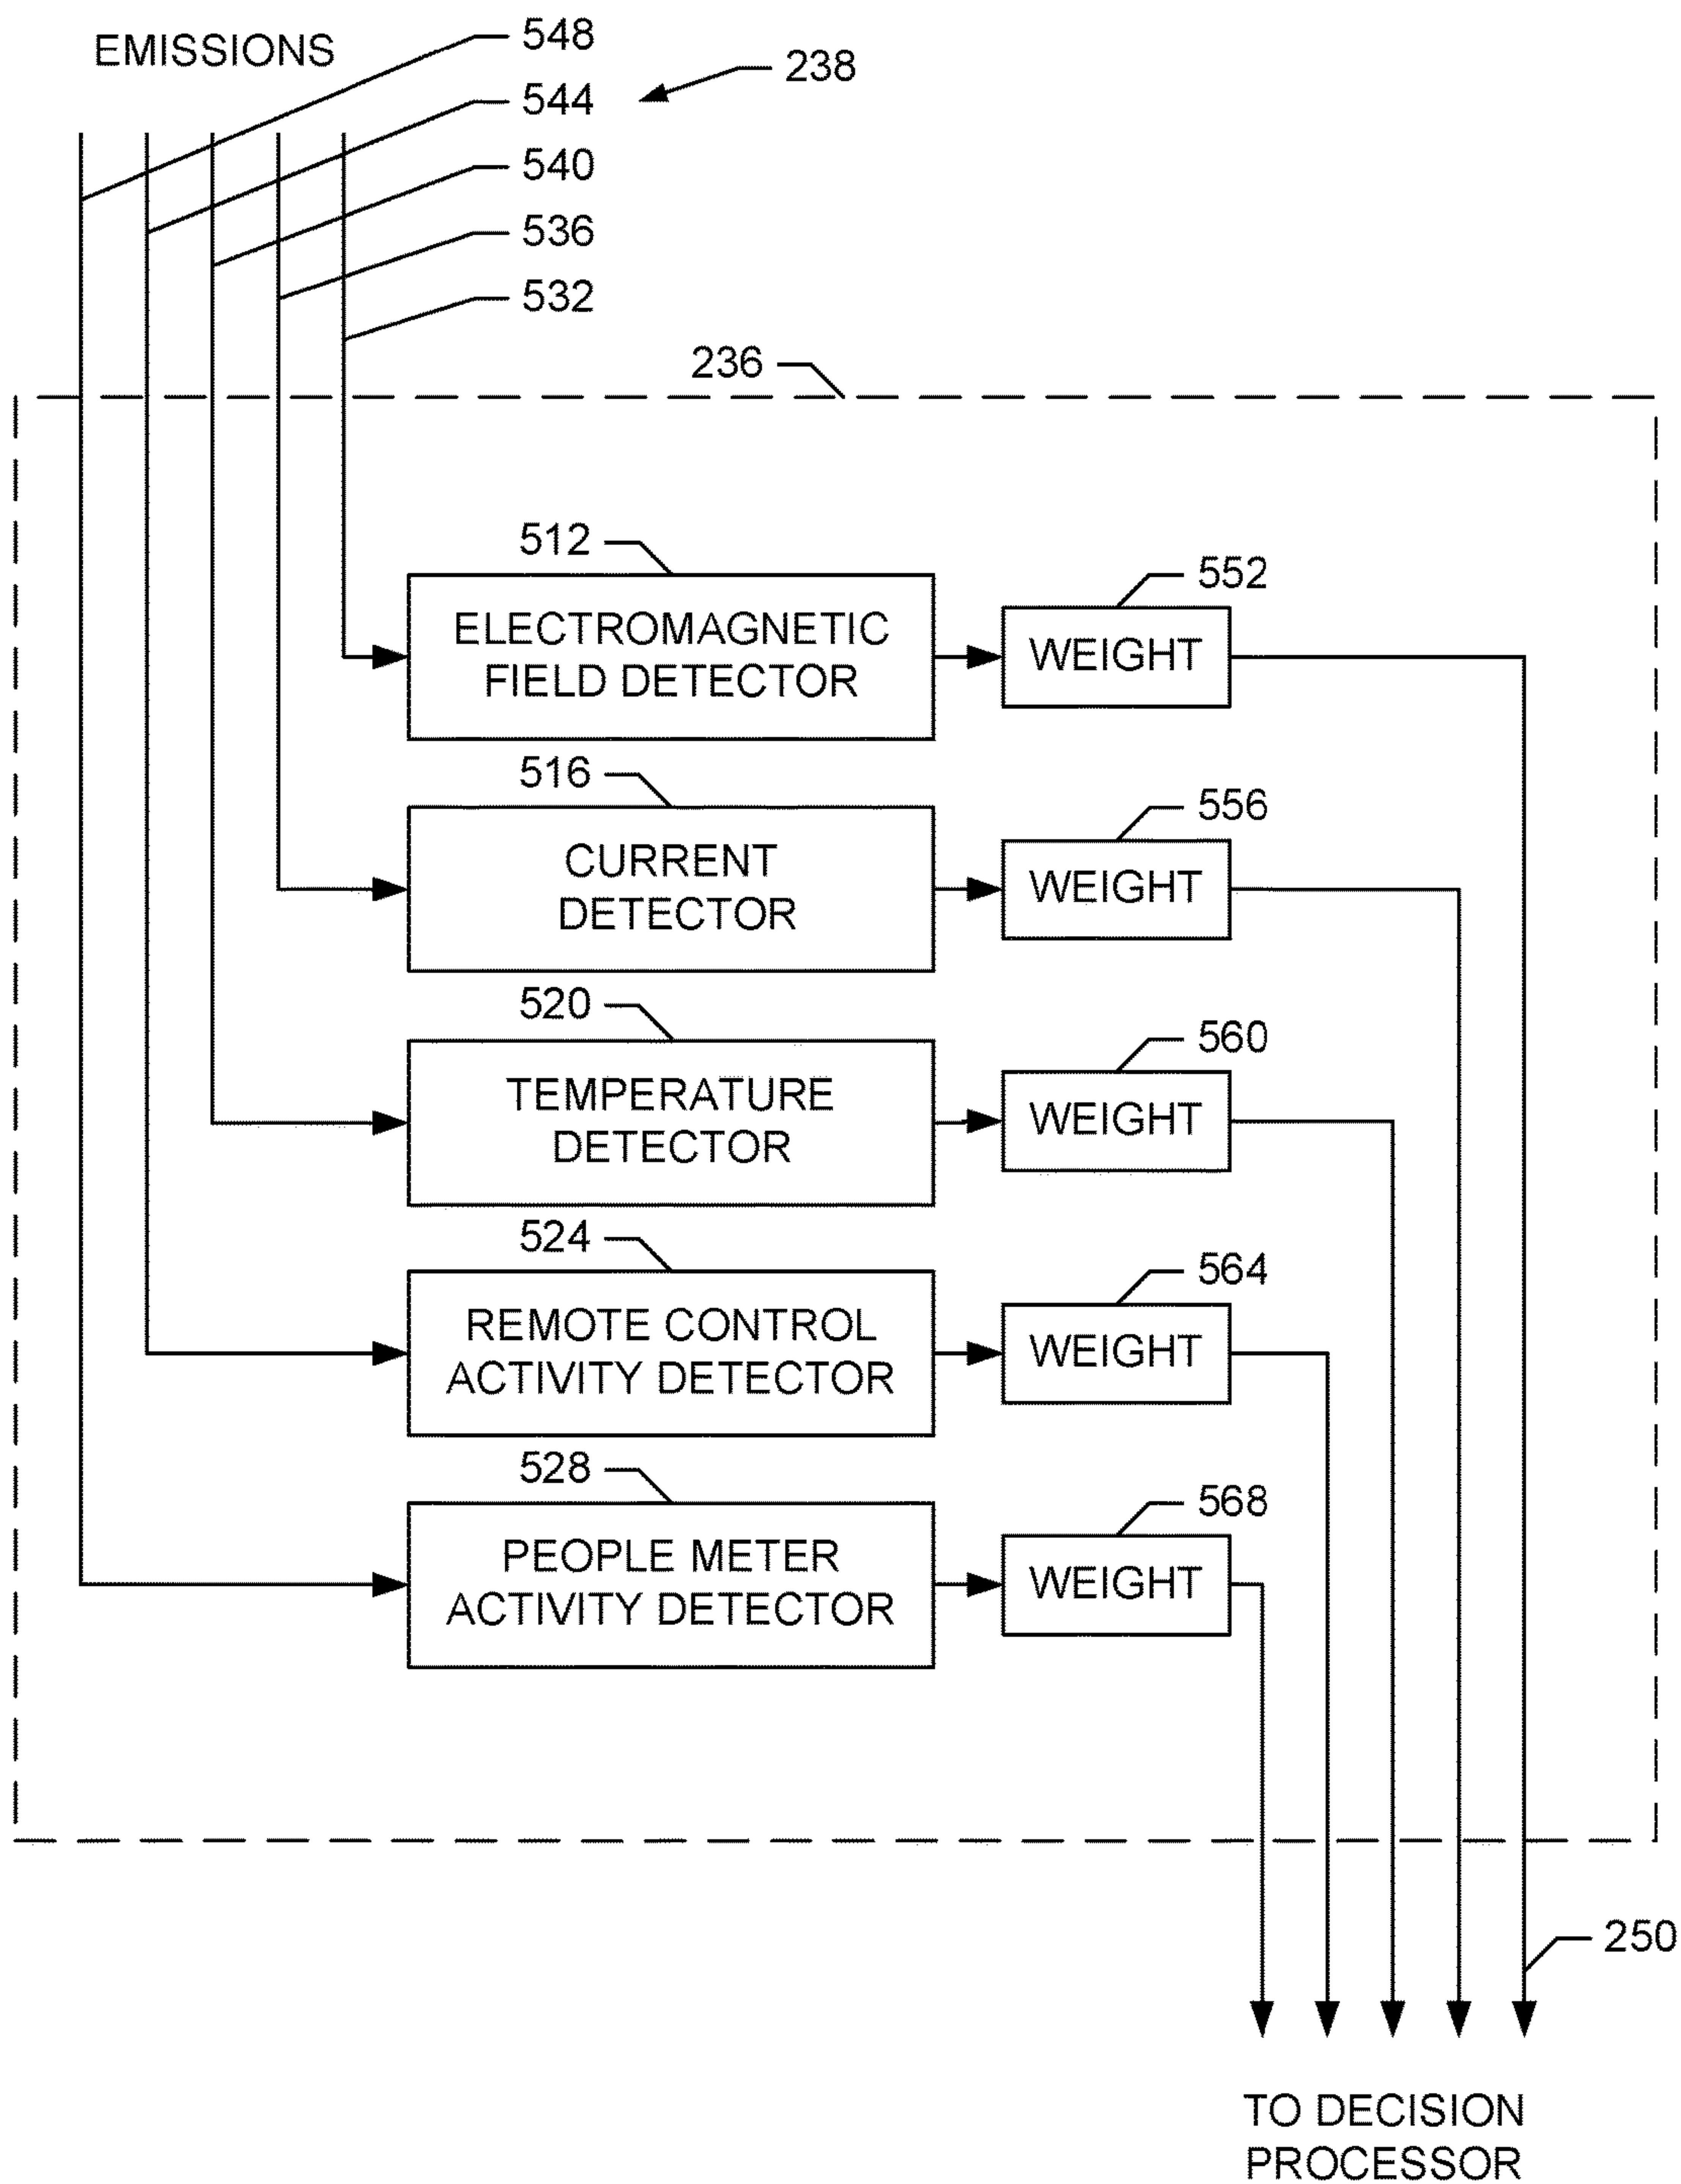 EMISSIONS
548
544
238
540
536
532
236
512
ELECTROMAGNETIC
FIELD DETECTOR
552
WEIGHT
516
CURRENT
DETECTOR
556
WEIGHT
520
TEMPERATURE
DETECTOR
560
WEIGHT
524
REMOTE CONTROL
ACTIVITY DETECTOR
564
WEIGHT
528
PEOPLE METER
ACTIVITY DETECTOR
568
WEIGHT
250
TO DECISION
PROCESSOR